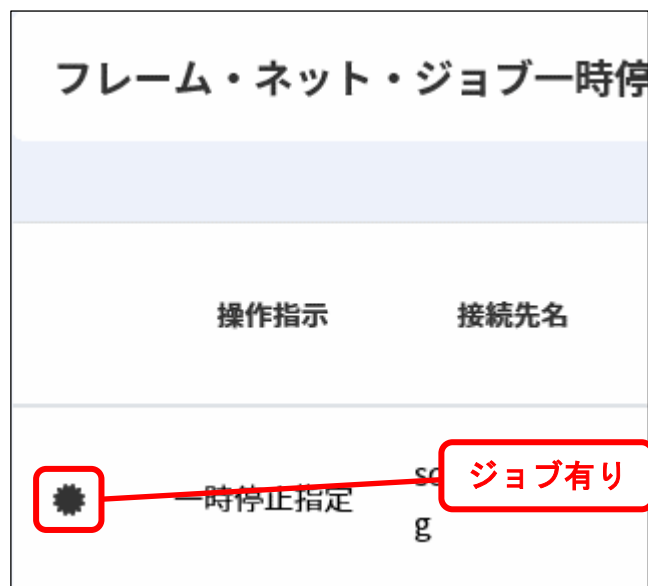 フレーム・ネット・ジョブ一時停
操作指示 接続先名
一時停止指定
ジョブ有り
g